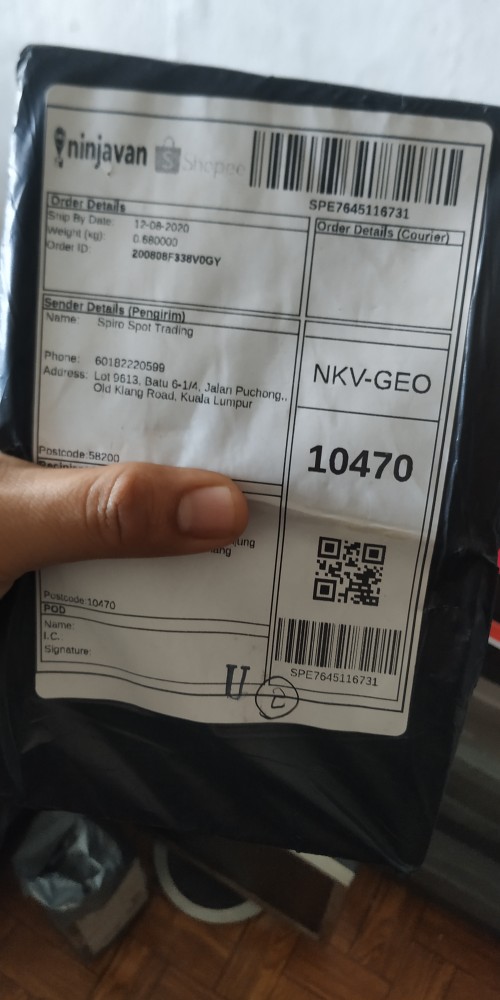 ninjavan Shopee
SPE7645116731
Order Details
Ship By Date: 12-08-2020
Weight (kg): 0.680000
Order ID: 200808F338V0GY
Order Details (Courier)
Sender Details (Pengirim)
Name: Spiro Spot Trading
Phone: 60182220599
Address: Lot 9613, Batu 6-1/4, Jalan Puchong,,
Old Klang Road, Kuala Lumpur
Postcode:58200
NKV-GEO
10470
Postcode:10470
POD
Name:
I.C.:
Signature:
SPE7645116731
U
2